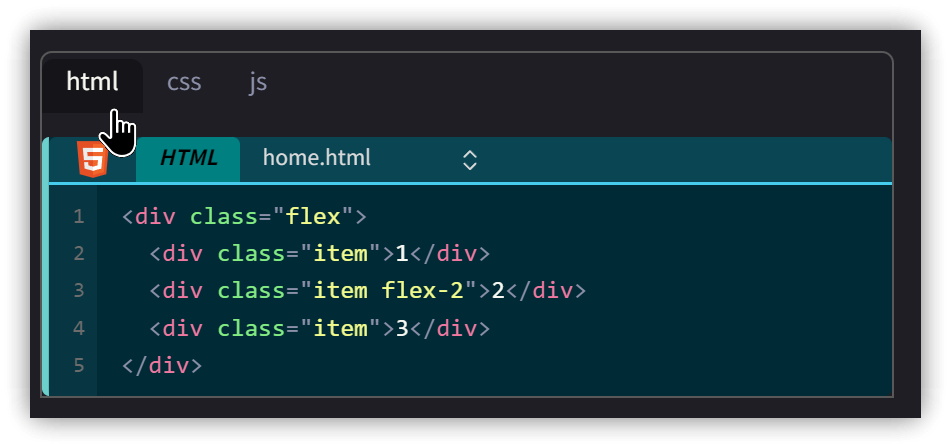 html css js
5 HTML home.html
1 <div class="flex">
2   <div class="item">1</div>
3   <div class="item flex-2">2</div>
4   <div class="item">3</div>
5 </div>